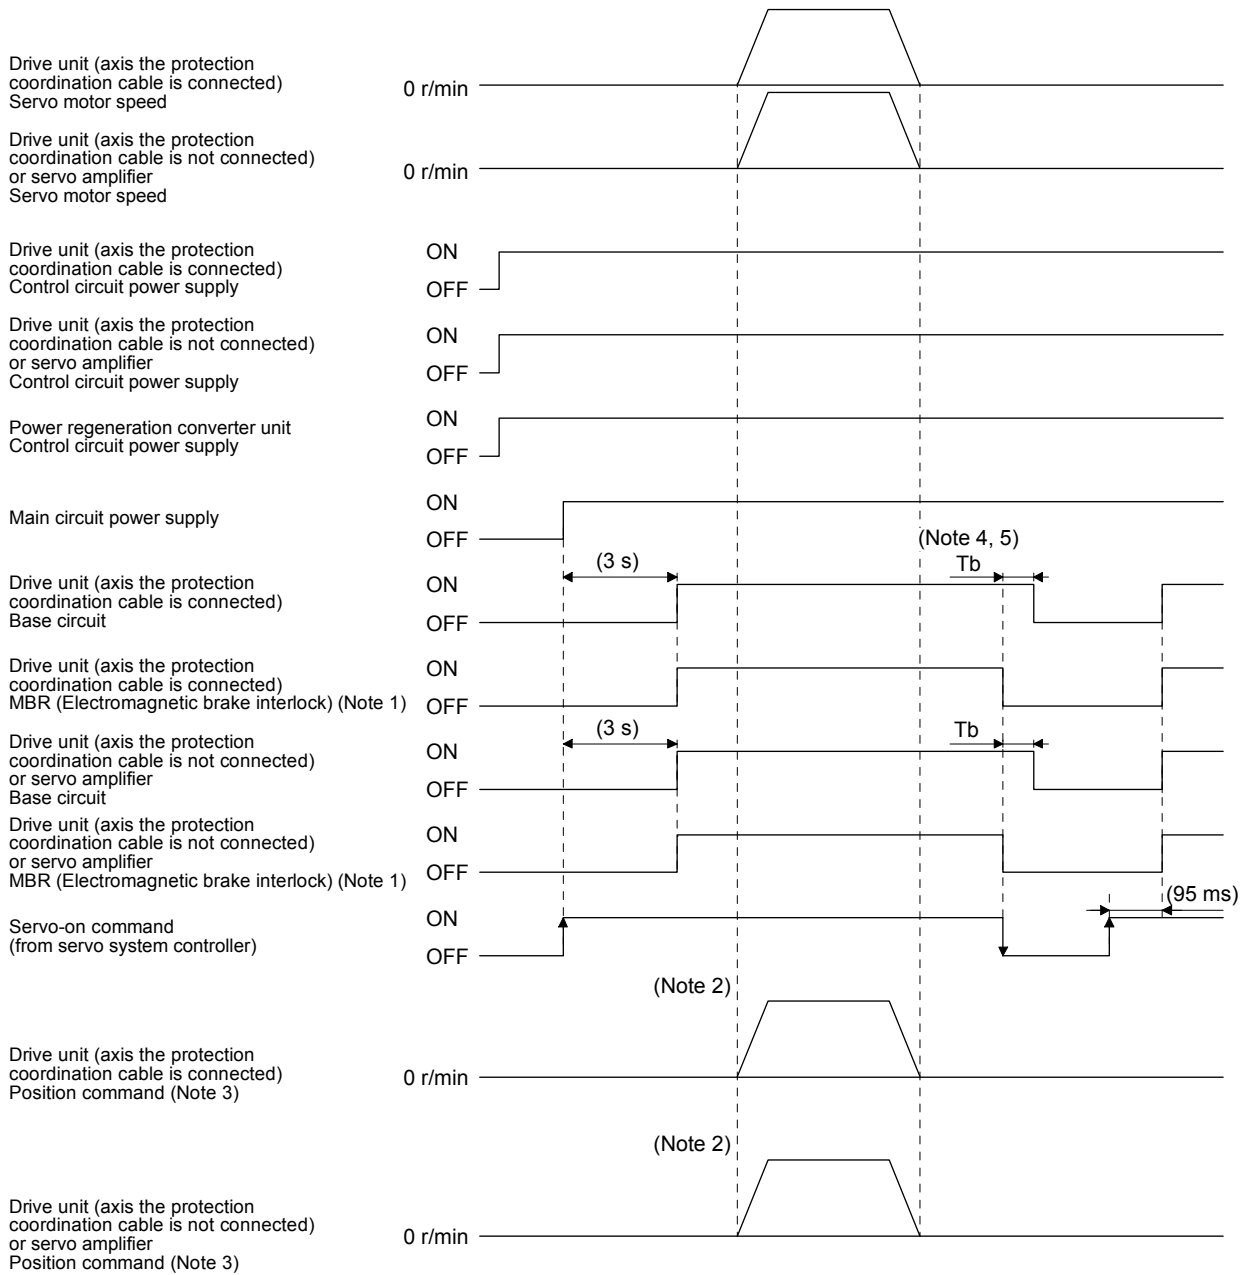 Drive unit (axis the protection
coordination cable is connected)
Servo motor speed
0 r/min
Drive unit (axis the protection
coordination cable is not connected)
or servo amplifier
Servo motor speed
0 r/min
Drive unit (axis the protection
coordination cable is connected)
Control circuit power supply
ON
OFF
Drive unit (axis the protection
coordination cable is not connected)
or servo amplifier
Control circuit power supply
ON
OFF
Power regeneration converter unit
Control circuit power supply
ON
OFF
Main circuit power supply
ON
OFF
(Note 4, 5)
Drive unit (axis the protection
coordination cable is connected)
Base circuit
ON
OFF
(3 s)
Tb
Drive unit (axis the protection
coordination cable is connected)
MBR (Electromagnetic brake interlock) (Note 1)
ON
OFF
Drive unit (axis the protection
coordination cable is not connected)
or servo amplifier
Base circuit
ON
OFF
(3 s)
Tb
Drive unit (axis the protection
coordination cable is not connected)
or servo amplifier
MBR (Electromagnetic brake interlock) (Note 1)
ON
OFF
(95 ms)
Servo-on command
(from servo system controller)
ON
OFF
(Note 2)
Drive unit (axis the protection
coordination cable is connected)
Position command (Note 3)
0 r/min
(Note 2)
Drive unit (axis the protection
coordination cable is not connected)
or servo amplifier
Position command (Note 3)
0 r/min